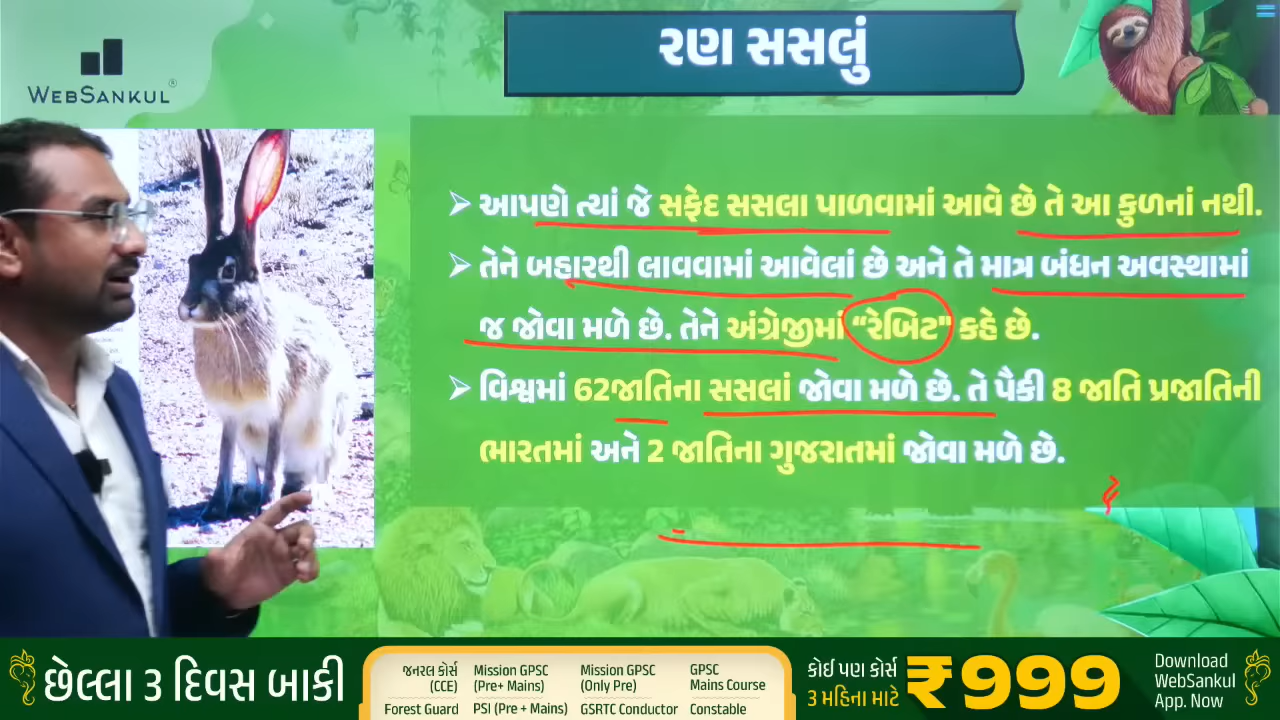 રણ સસલું
WEBSANKUL®
➢ આપણે ત્યાં જે સફેદ સસલા પાળવામાં આવે છે તે આ કુળનાં નથી.
➢ તેને બહારથી લાવવામાં આવેલાં છે અને તે માત્ર બંધન અવસ્થામાં
જ જોવા મળે છે. તેને અંગ્રેજીમાં “રેબિટ" કહે છે.
➢ વિશ્વમાં 62જાતિના સસલાં જોવા મળે છે. તે પૈકી 8 જાતિ પ્રજાતિની
ભારતમાં અને 2 જાતિના ગુજરાતમાં જોવા મળે છે.
છેલ્લા 3 દિવસ બાકી
જનરલ કોર્સ
(CCE)
Mission GPSC
(Pre+ Mains)
Mission GPSC
(Only Pre)
GPSC
Mains Course
Forest Guard
PSI (Pre + Mains)
GSRTC Conductor
Constable
કોઈ પણ કોર્સ
3 મહિના માટે
₹999
Download
WebSankul
App. Now